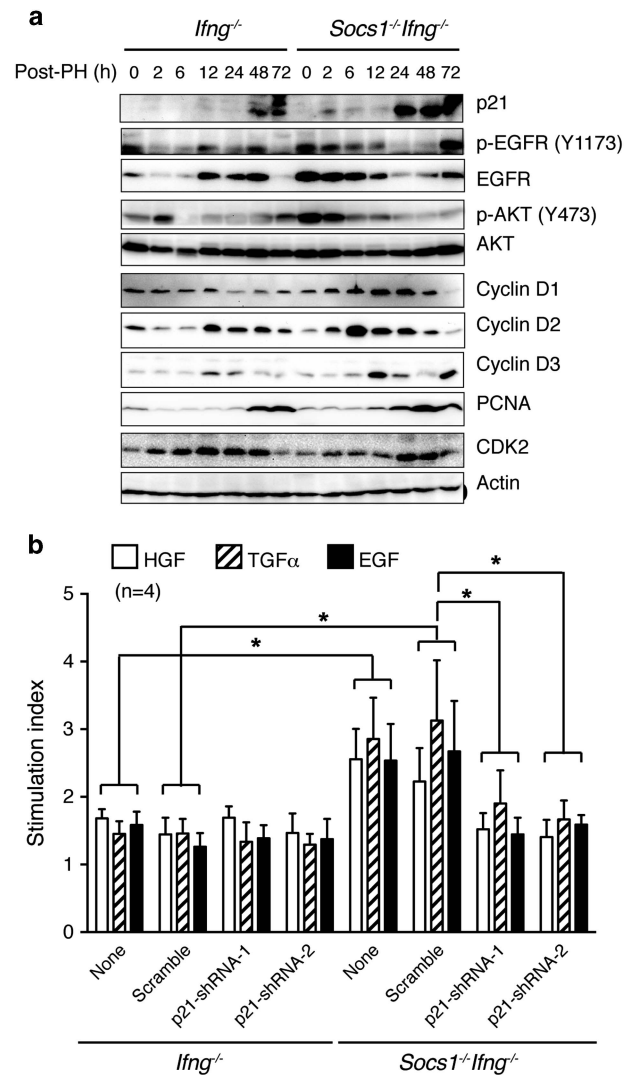 a
Ifng-/- Socs1-/-Ifng-/-
Post-PH (h) 0 2 6 12 24 48 72 0 2 6 12 24 48 72
p21
p-EGFR (Y1173)
EGFR
p-AKT (Y473)
AKT
Cyclin D1
Cyclin D2
Cyclin D3
PCNA
CDK2
Actin
b
HGF TGFα EGF
(n=4)
* * * *
Stimulation index
5
4
3
2
1
0
None Scramble p21-shRNA-1 p21-shRNA-2 None Scramble p21-shRNA-1 p21-shRNA-2
Ifng-/- Socs1-/-Ifng-/-